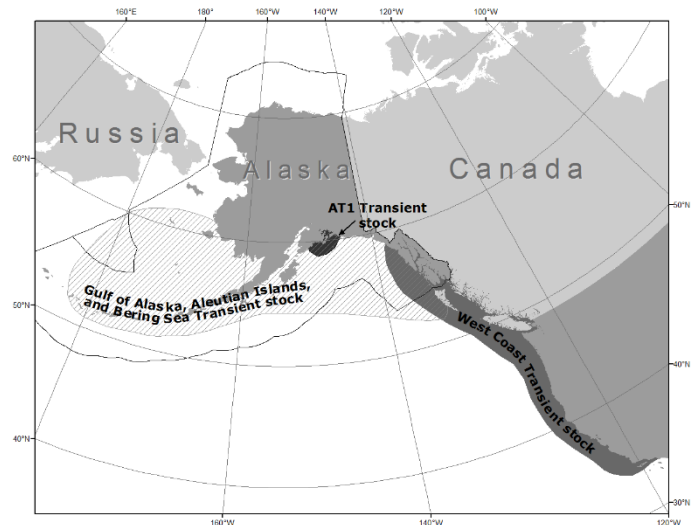 160°E 180° 160°W 140°W 120°W 100°W
Russia
60°N
Alaska
Canada
AT1 Transient
stock
50°N
Gulf of Alaska, Aleutian Islands,
and Bering Sea Transient stock
50°N
West Coast Transient stock
40°N
40°N
30°N
160°W 140°W 120°W